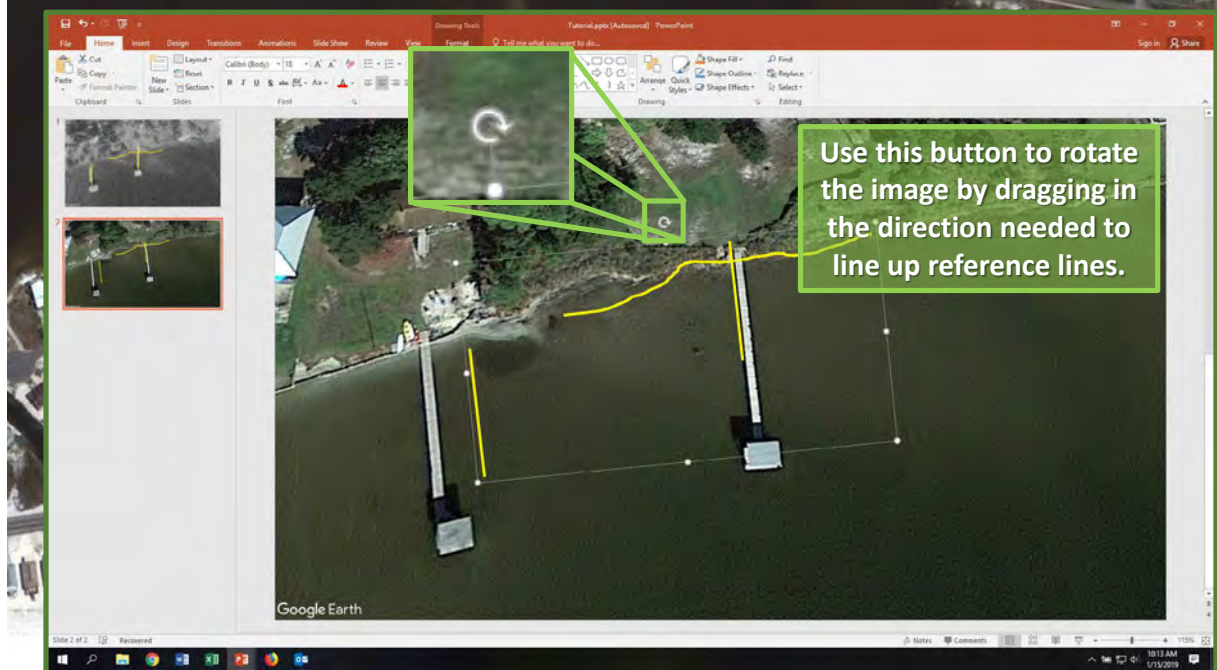 Drawing Tools
Tutorial.pptx [Autosaved] - PowerPoint
File Home Insert Design Transitions Animations Slide Show Review View Format Tell me what you want to do... Sign in Share
Cut
Copy
Format Painter
Paste
Clipboard
New Slide
Layout
Reset
Section
Slides
Calibri (Body) 18
Font
Arrange
Quick Styles
Shape Fill
Shape Outline
Shape Effects
Drawing
Find
Replace
Select
Editing
1
2
Use this button to rotate
the image by dragging in
the direction needed to
line up reference lines.
Google Earth
Slide 2 of 2 Recovered Notes Comments 115%
10:13 AM
1/15/2019